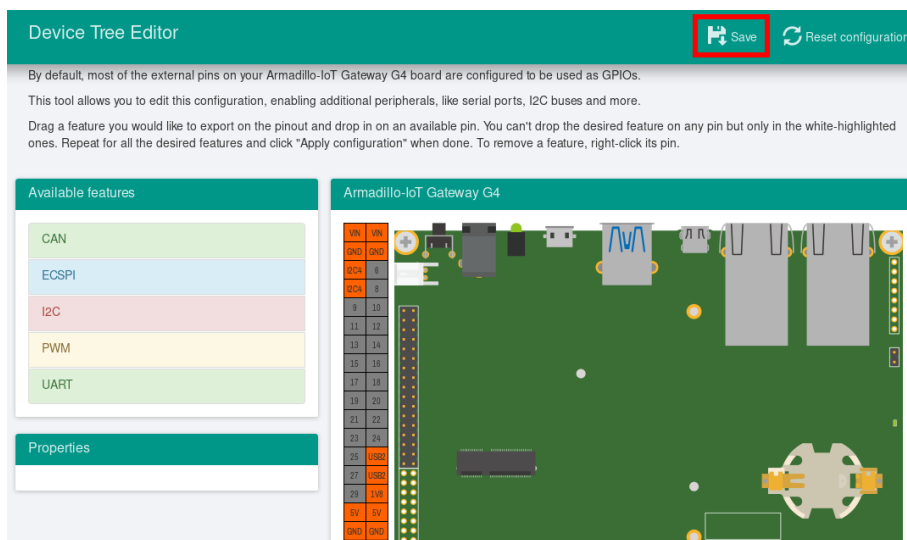 Device Tree Editor
Save
Reset configuration
By default, most of the external pins on your Armadillo-IoT Gateway G4 board are configured to be used as GPIOs.
This tool allows you to edit this configuration, enabling additional peripherals, like serial ports, I2C buses and more.
Drag a feature you would like to export on the pinout and drop in on an available pin. You can't drop the desired feature on any pin but only in the white-highlighted
ones. Repeat for all the desired features and click "Apply configuration" when done. To remove a feature, right-click its pin.
Available features
CAN
ECSPI
I2C
PWM
UART
Properties
Armadillo-IoT Gateway G4
VIN VIN
GND GND
I2C4 6
I2C4 8
9 10
11 12
13 14
15 16
17 18
19 20
21 22
23 24
25 USB2
27 USB2
29 1V8
5V 5V
GND GND